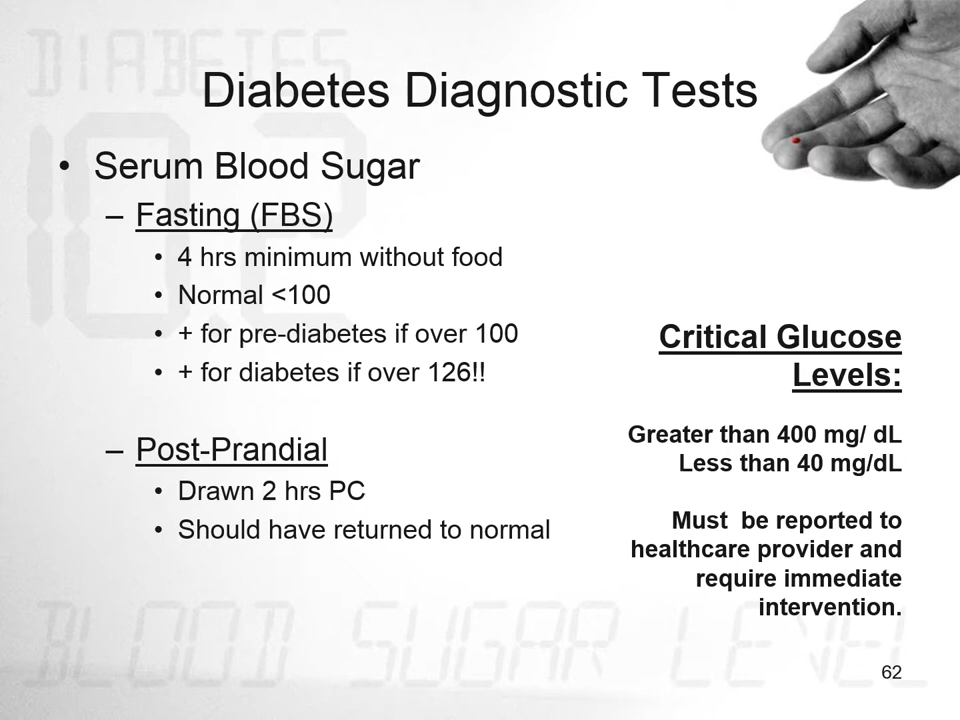 DIABETES
10.2
Diabetes Diagnostic Tests
• Serum Blood Sugar
– Fasting (FBS)
• 4 hrs minimum without food
• Normal <100
• + for pre-diabetes if over 100
• + for diabetes if over 126!!
– Post-Prandial
• Drawn 2 hrs PC
• Should have returned to normal
Critical Glucose
Levels:
Greater than 400 mg/ dL
Less than 40 mg/dL
Must  be reported to
healthcare provider and
require immediate
intervention.
BLOOD SUGAR LEVEL
62